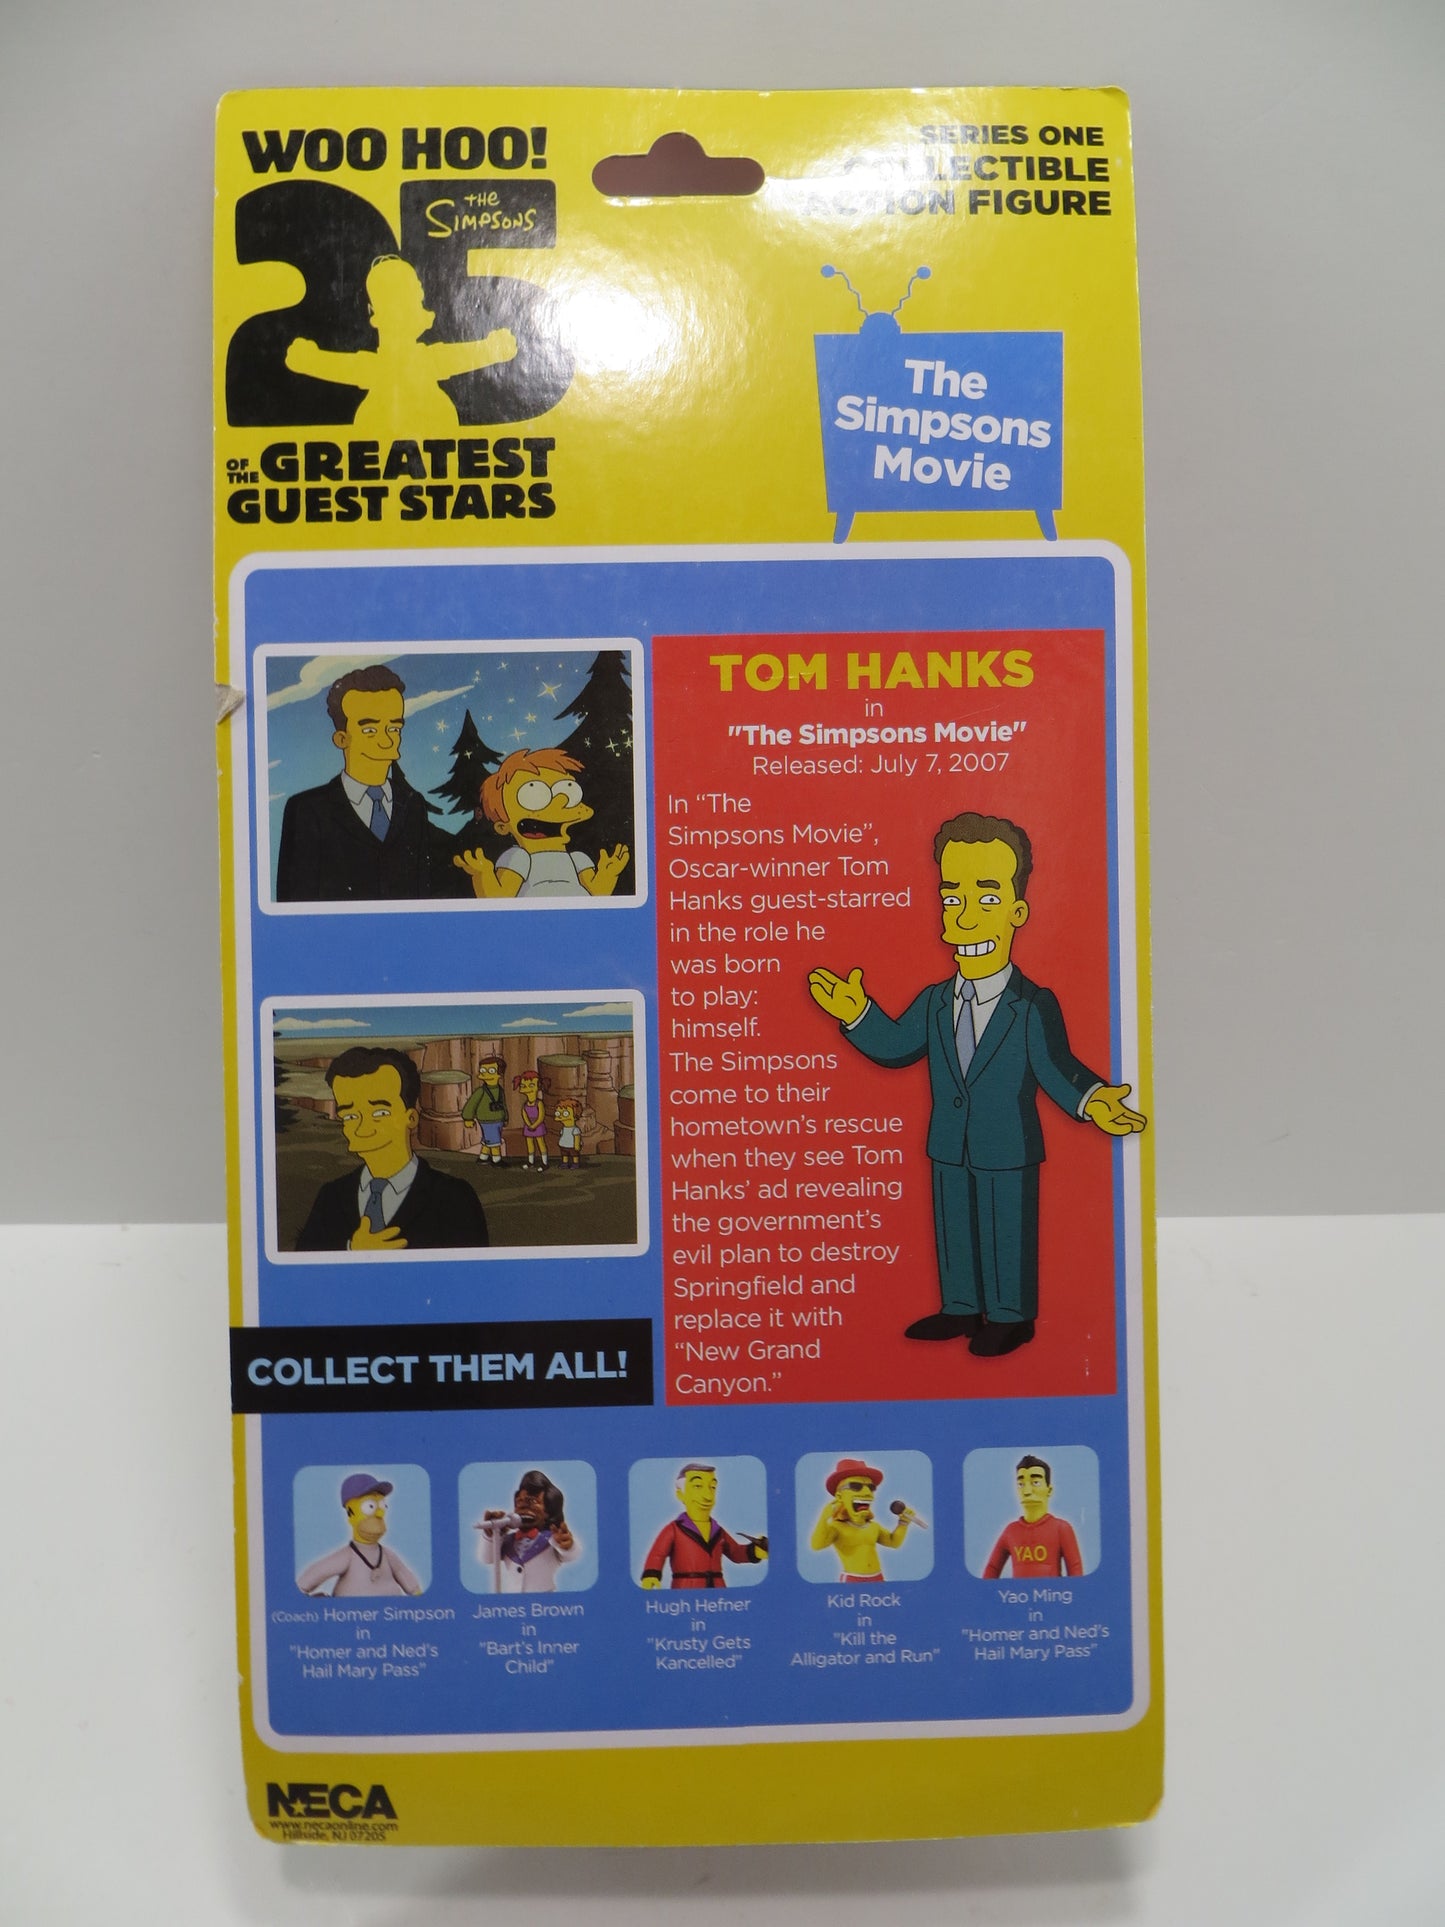 WOO HOO!
25
THE
SIMPSONS
OF THE GREATEST
GUEST STARS
SERIES ONE
COLLECTIBLE
ACTION FIGURE
The
Simpsons
Movie
TOM HANKS
in
"The Simpsons Movie"
Released: July 7, 2007
In “The
Simpsons Movie”,
Oscar-winner Tom
Hanks guest-starred
in the role he
was born
to play:
himself.
The Simpsons
come to their
hometown’s rescue
when they see Tom
Hanks’ ad revealing
the government’s
evil plan to destroy
Springfield and
replace it with
“New Grand
Canyon.”
COLLECT THEM ALL!
(Coach) Homer Simpson
in
"Homer and Ned's
Hail Mary Pass"
James Brown
in
"Bart's Inner
Child"
Hugh Hefner
in
"Krusty Gets
Kancelled"
Kid Rock
in
"Kill the
Alligator and Run"
YAO
Yao Ming
in
"Homer and Ned's
Hail Mary Pass"
NECA
www.necaonline.com
Hillside, NJ 07205